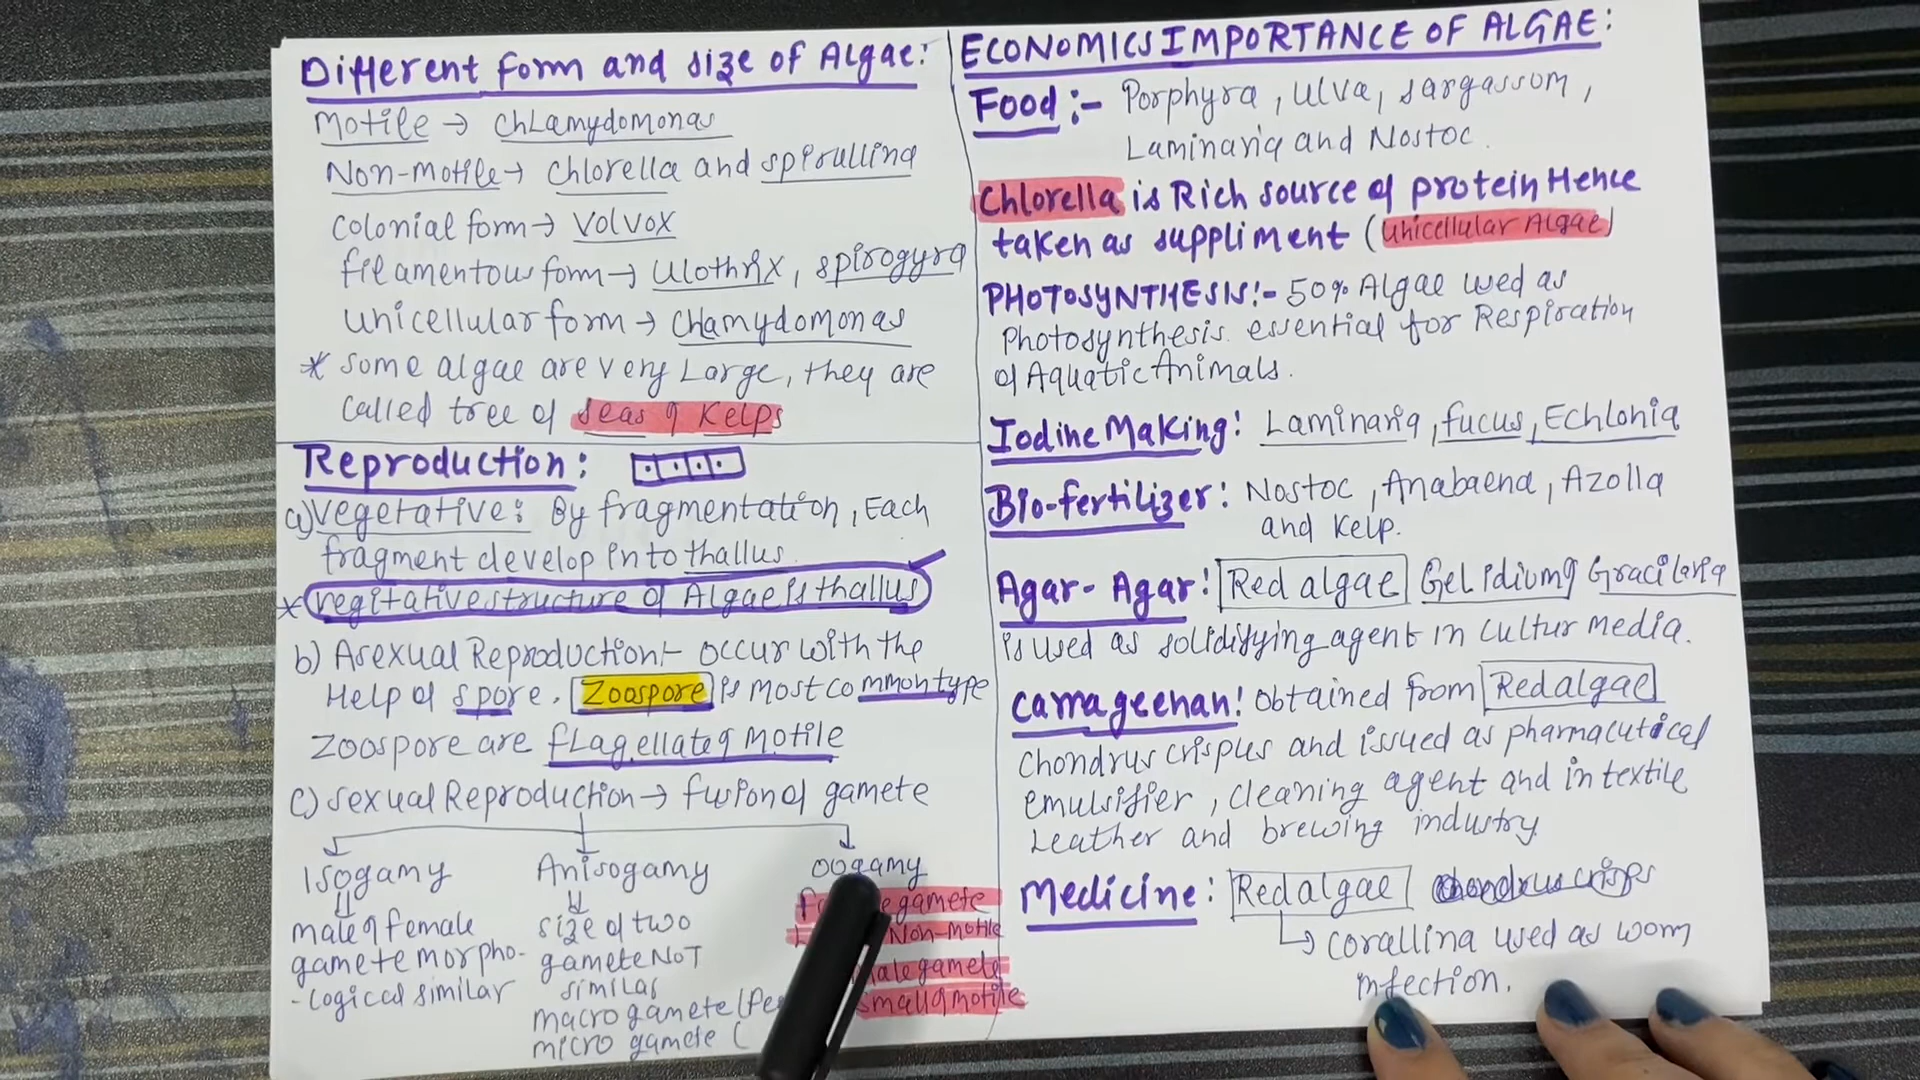 Different form and size of Algae:
Motile → Chlamydomonas
Non-motile → Chlorella and spirullina
Colonial form → Volvox
filamentous form → Ulothrix, spirogyra
Unicellular form → Chlamydomonas
* Some algae are very Large, they are
called tree of seas of Kelps
Reproduction:
a) Vegetative: By fragmentation, Each
fragment develop into thallus.
* vegitative structure of Algae is thallus
b) Asexual Reproduction:- occur with the
Help of spore. Zoospore is most common type
Zoospore are flagellate & motile
c) Sexual Reproduction → fusion of gamete
Isogamy Anisogamy oogamy
male & female
gamete morpho-
-logical similar
size of two
gamete NOT
similar
macro gamete (
micro gamete (
gamete
Non-motile
male gamete
small & motile
ECONOMICS IMPORTANCE OF ALGAE:
Food:- Porphyra, Ulva, sargassum,
Laminaria and Nostoc.
Chlorella is Rich source of protein Hence
taken as suppliment (Unicellular Algae)
PHOTOSYNTHESIS:- 50% Algae used as
Photosynthesis. essential for Respiration
of Aquatic Animals.
Iodine Making: Laminaria, fucus, Echlonia
Bio-fertilizer: Nostoc, Anabaena, Azolla
and Kelp.
Agar-Agar: Red algae Gelidium & Gracilaria
is used as solidifying agent in cultur media.
Carrageenan: obtained from Red algae
Chondrus crispus and is sued as pharmacutical
emulsifier, cleaning agent and in textile
Leather and brewing industry
Medicine: Red algae
↳ Corallina used as worm
infection.